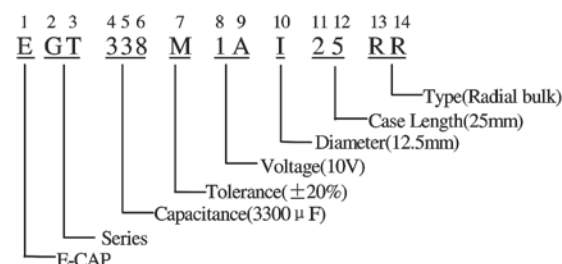 1 2 3 4 5 6 7 8 9 10 11 12 13 14
E GT 338 M 1A I 25 RR
Type(Radial bulk)
Case Length(25mm)
Diameter(12.5mm)
Voltage(10V)
Tolerance(±20%)
Capacitance(3300 μ F)
Series
E-CAP